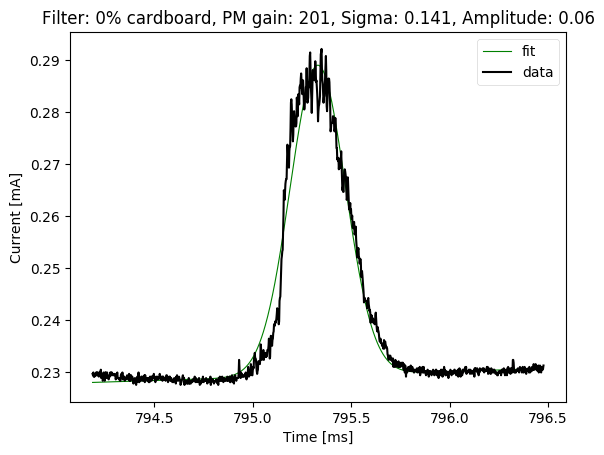 Filter: 0% cardboard, PM gain: 201, Sigma: 0.141, Amplitude: 0.06
fit
data
0.29
0.28
0.27
0.26
0.25
0.24
0.23
Current [mA]
794.5 795.0 795.5 796.0 796.5
Time [ms]